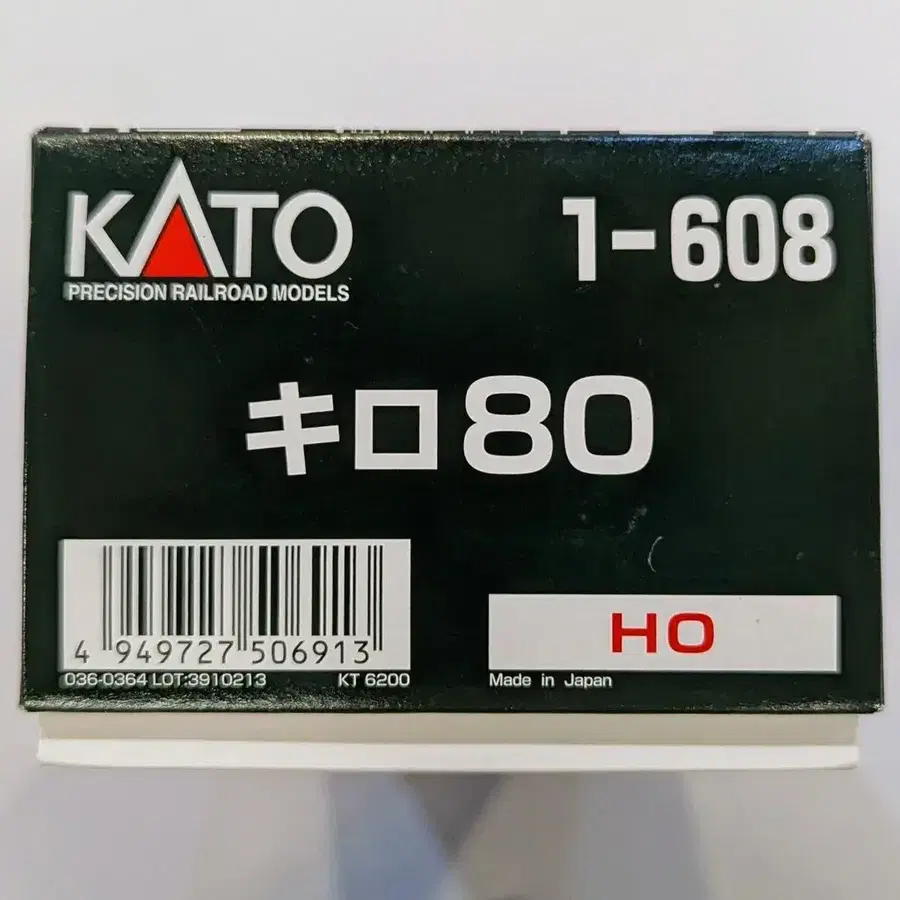 KATO 1-608
PRECISION RAILROAD MODELS
キロ80
HO
4 949727 506913
036-0364 LOT:3910213 KT 6200
Made in Japan